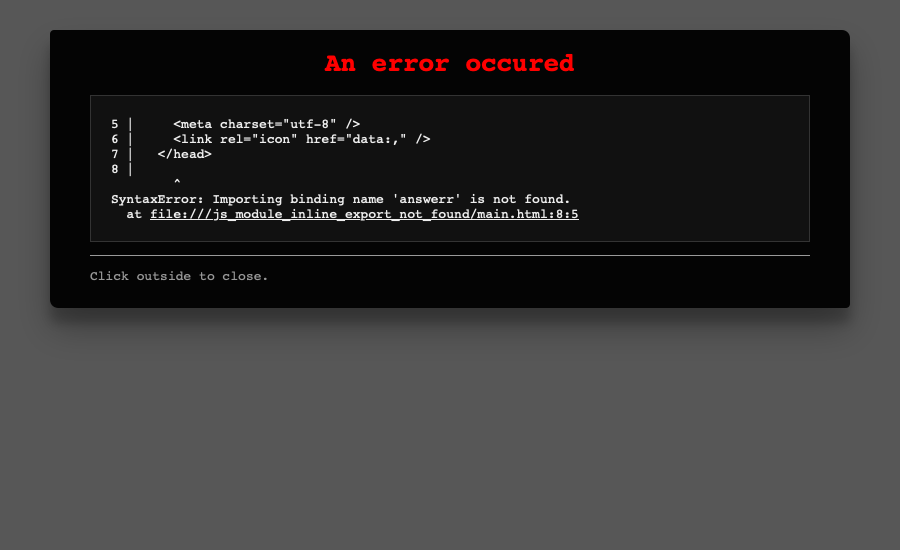 An error occured
5 |     <meta charset="utf-8" />
6 |     <link rel="icon" href="data:," />
7 |   </head>
8 |
        ^
SyntaxError: Importing binding name 'answerr' is not found.
  at file:///js_module_inline_export_not_found/main.html:8:5
Click outside to close.